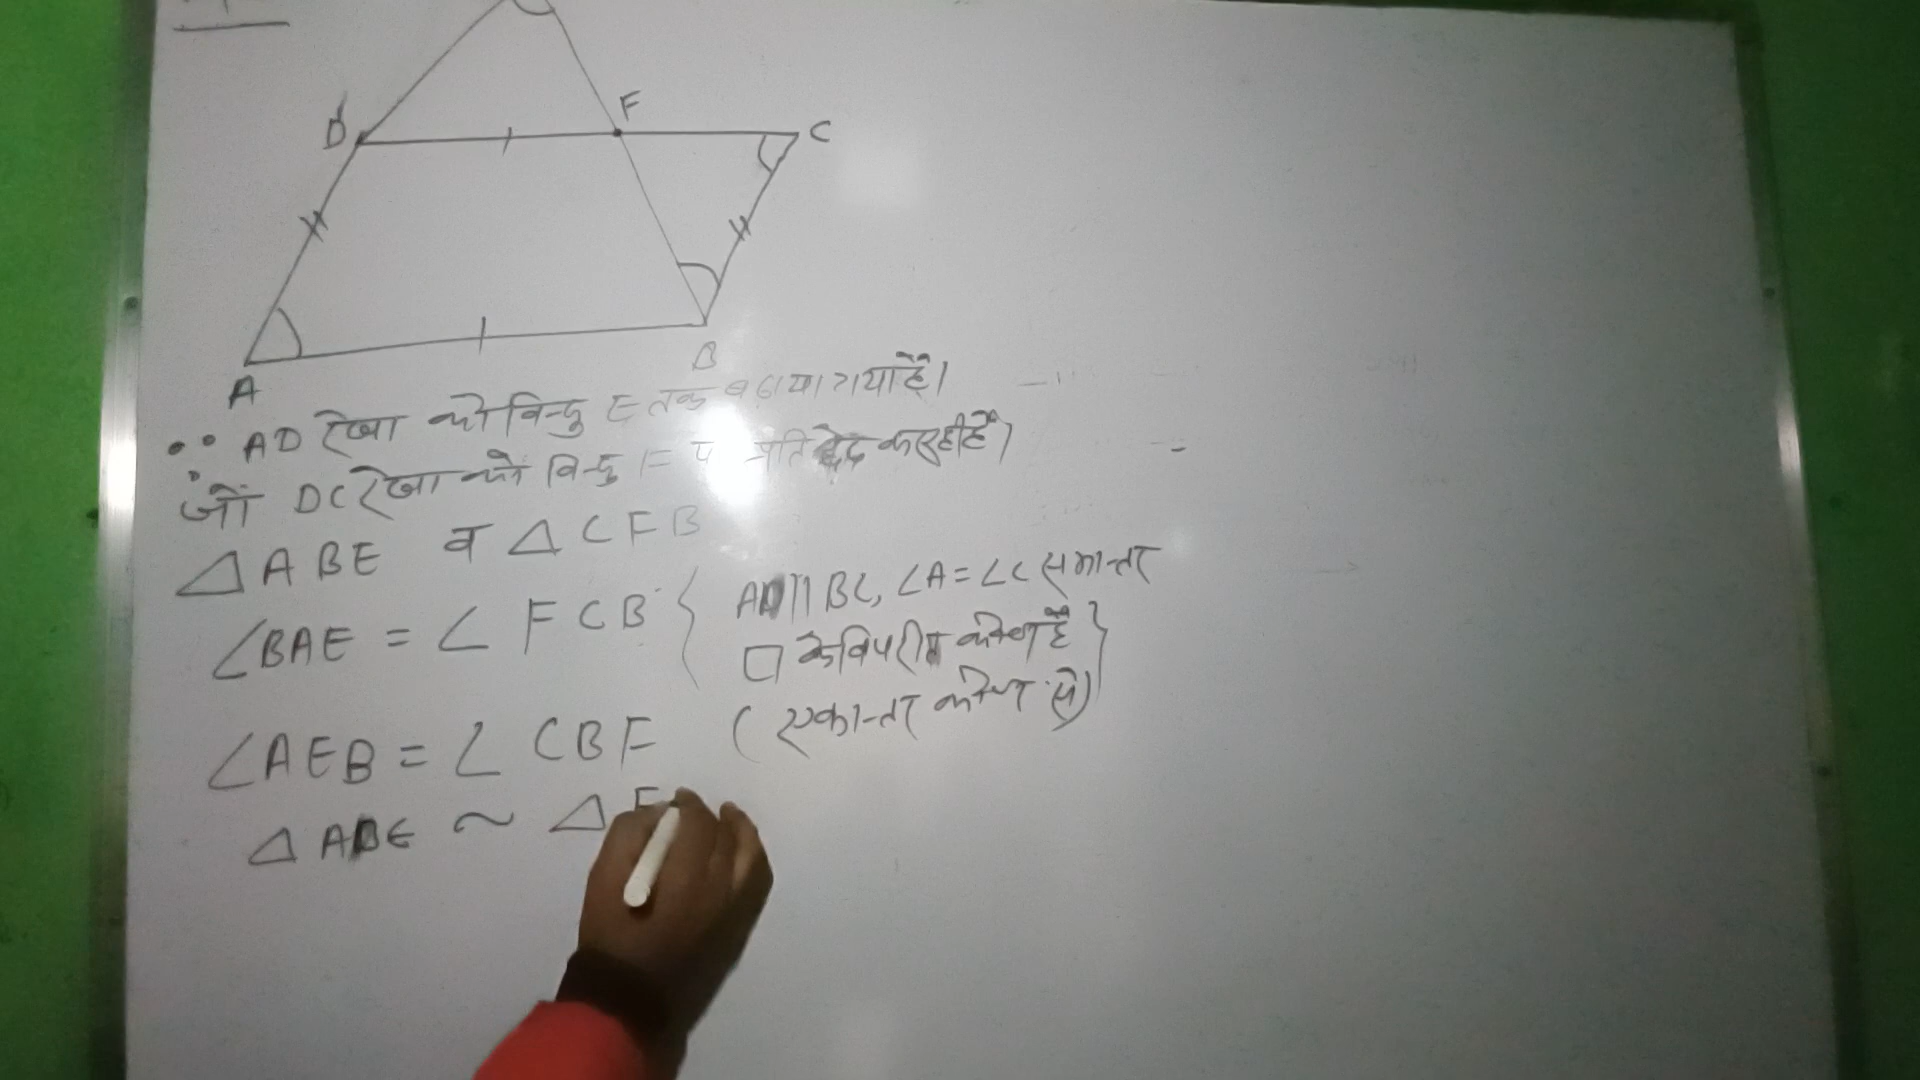 D
F
C
A
B
∵ AD रेखा को बिन्दु E तक बढाया गया है।
जो DC रेखा को बिन्दु F प प्रति छेद कर रही है।
△ABE व △CFB
∠BAE = ∠FCB { AD||BC, ∠A=∠C समान्तर
□ के विपरीत कोण है }
∠AEB = ∠CBF (एकान्तर कोण से)
△ABE ~ △F